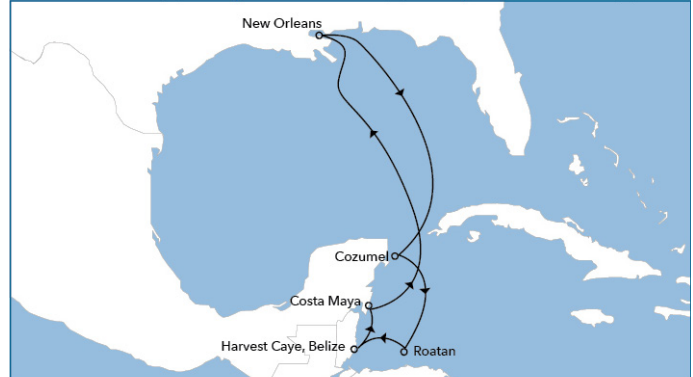 New Orleans
Cozumel
Costa Maya
Harvest Caye, Belize
Roatan